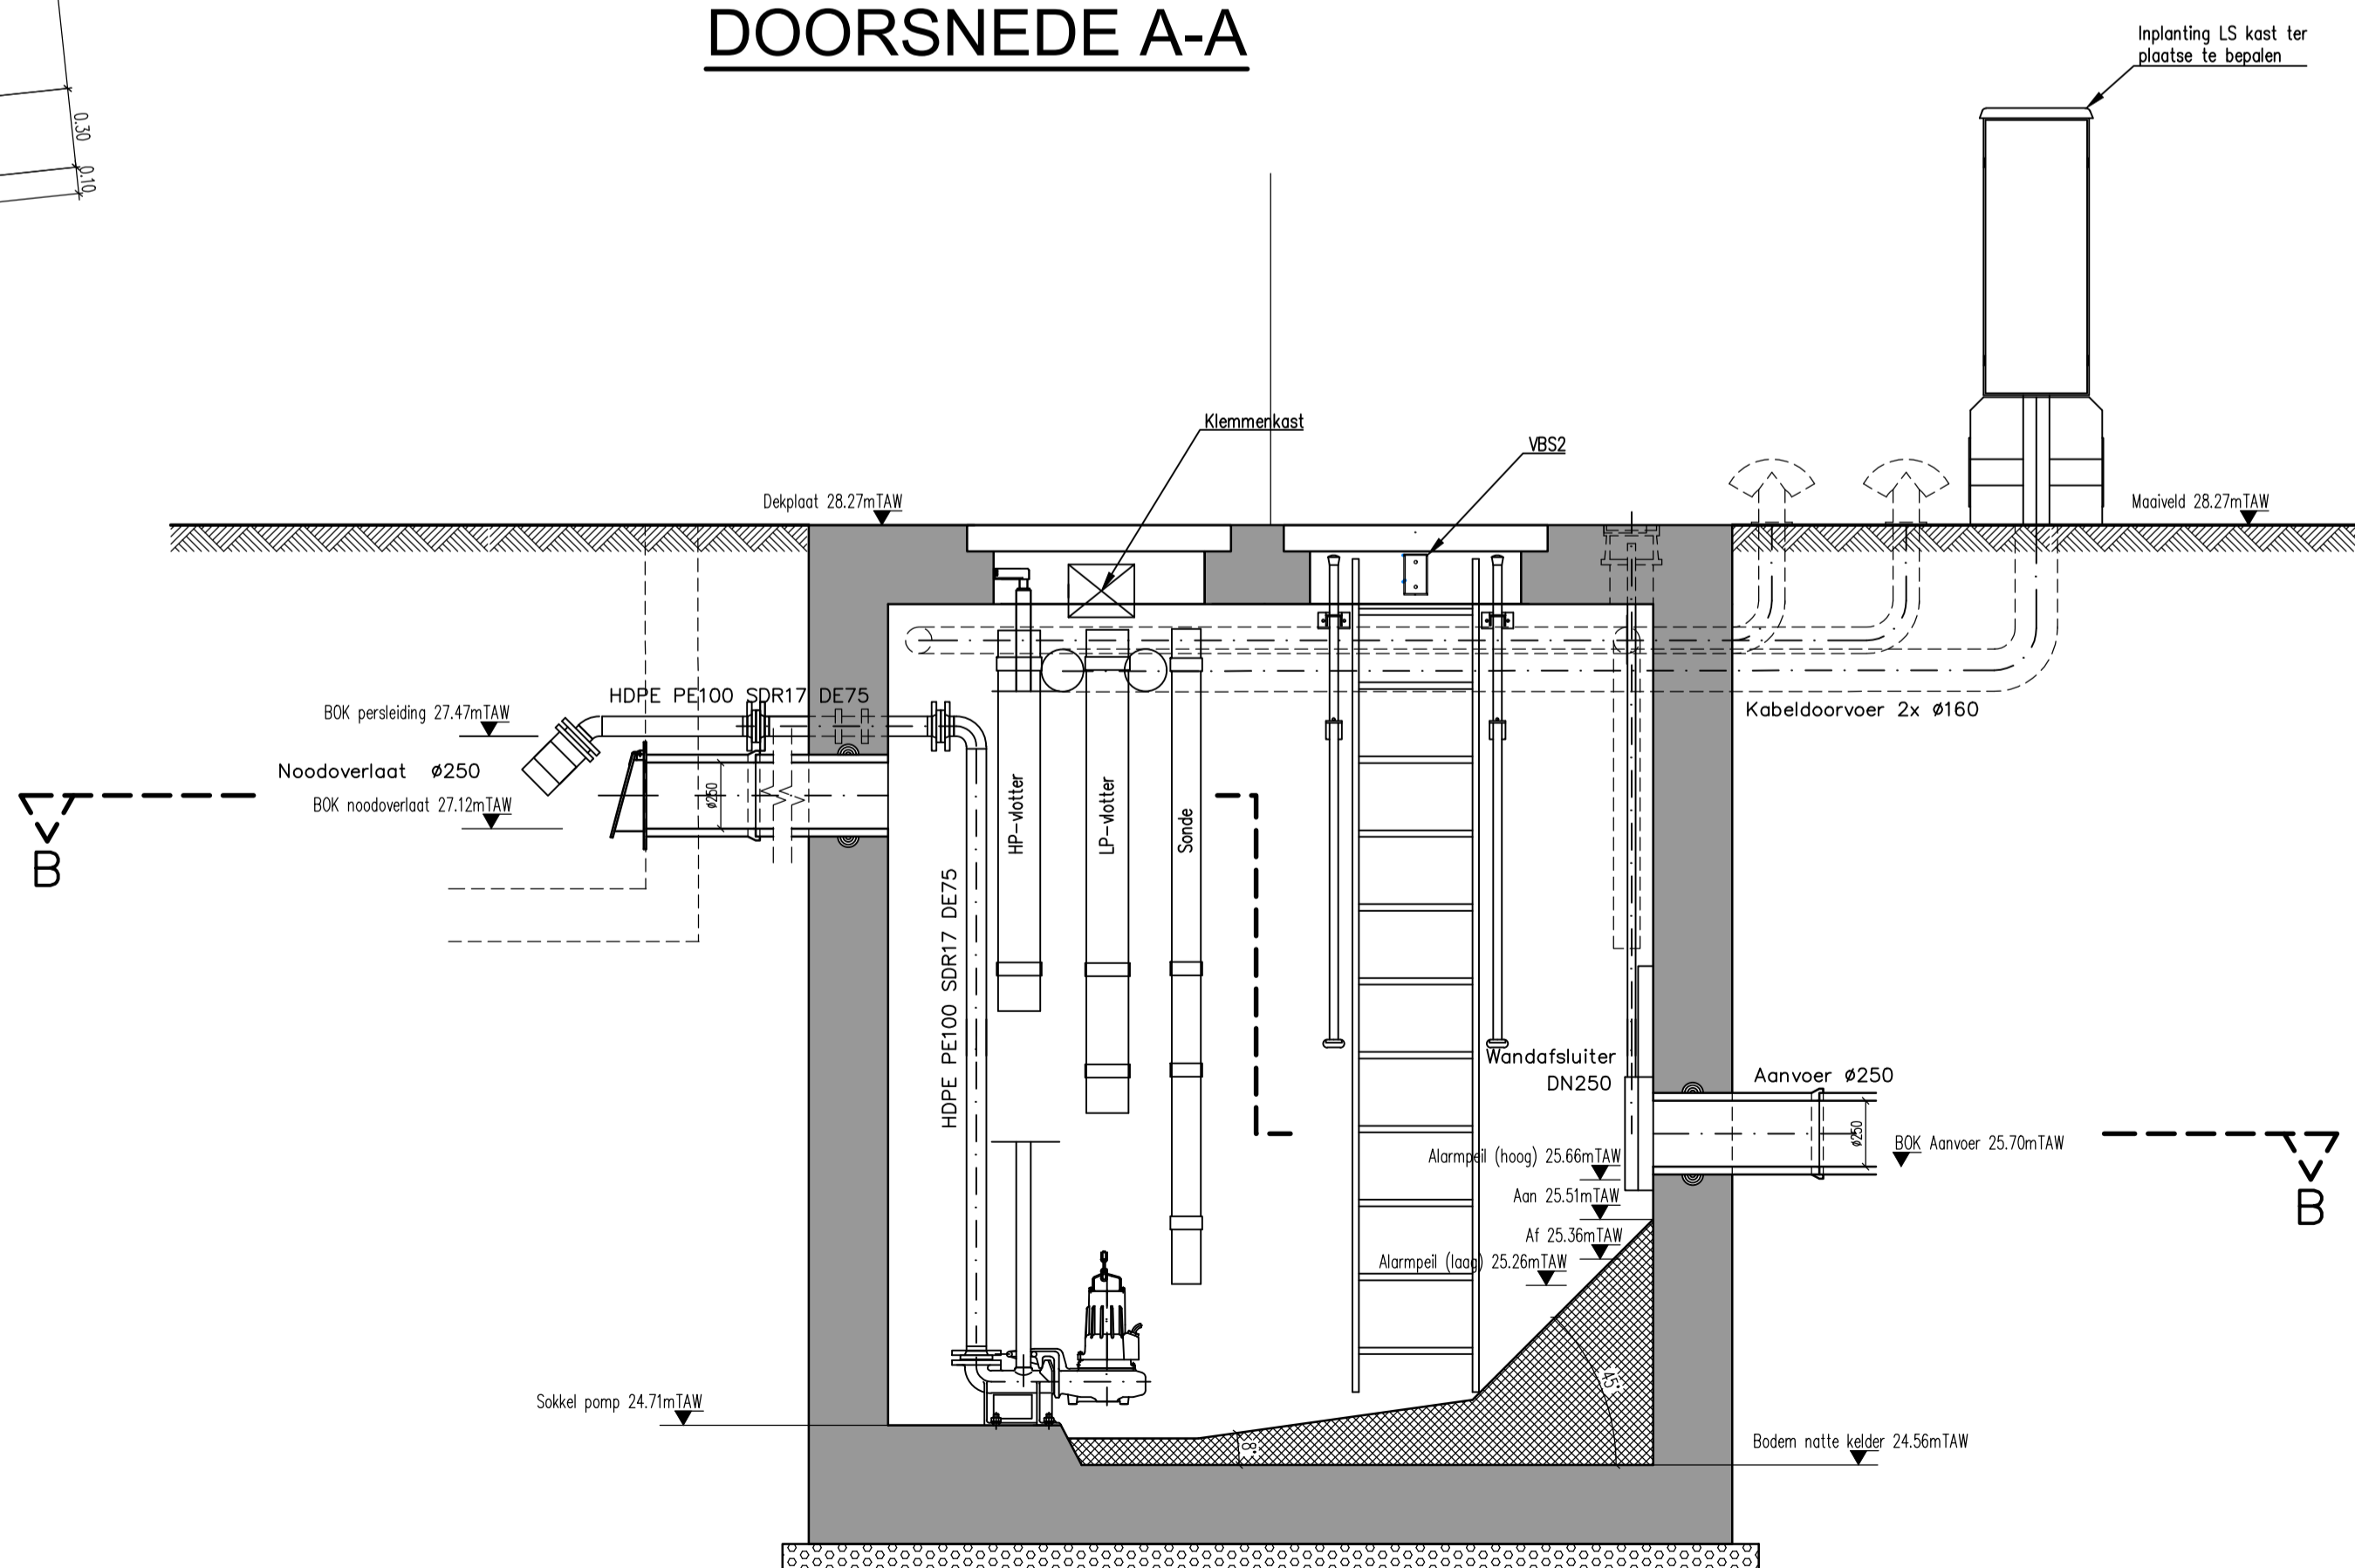 DOORSNEDE A-A
Inplanting LS kast ter
plaatse te bepalen
0.30
0.10
Klemmenkast
VBS2
Dekplaat 28.27mTAW
Maaiveld 28.27mTAW
HDPE PE100 SDR17 DE75
BOK persleiding 27.47mTAW
Kabeldoorvoer 2x ø160
Noodoverlaat ø250
BOK noodoverlaat 27.12mTAW
ø250
HP-vlotter
LP-vlotter
Sonde
B
HDPE PE100 SDR17 DE75
Wandafsluiter
DN250
Aanvoer ø250
ø250
BOK Aanvoer 25.70mTAW
Alarmpeil (hoog) 25.66mTAW
Aan 25.51mTAW
B
Af 25.36mTAW
Alarmpeil (laag) 25.26mTAW
45°
Sokkel pomp 24.71mTAW
8°
Bodem natte kelder 24.56mTAW